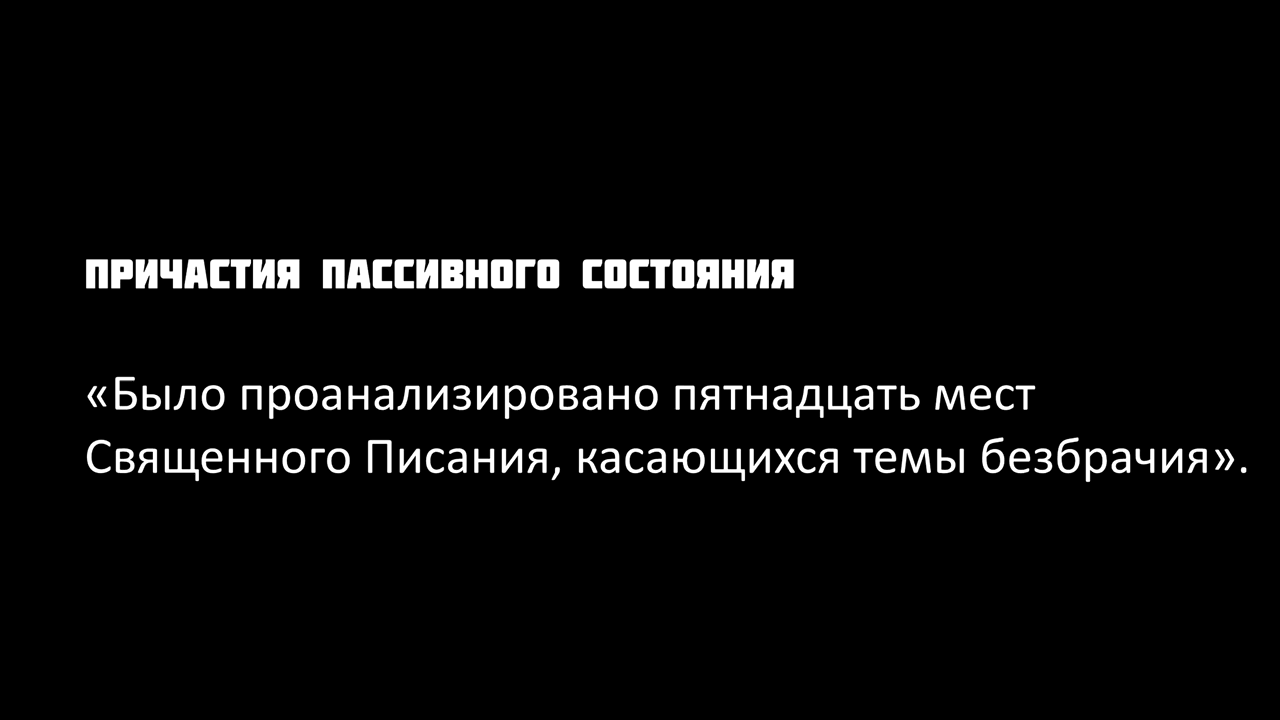 ПРИЧАСТИЯ ПАССИВНОГО СОСТОЯНИЯ
«Было проанализировано пятнадцать мест
Священного Писания, касающихся темы безбрачия».